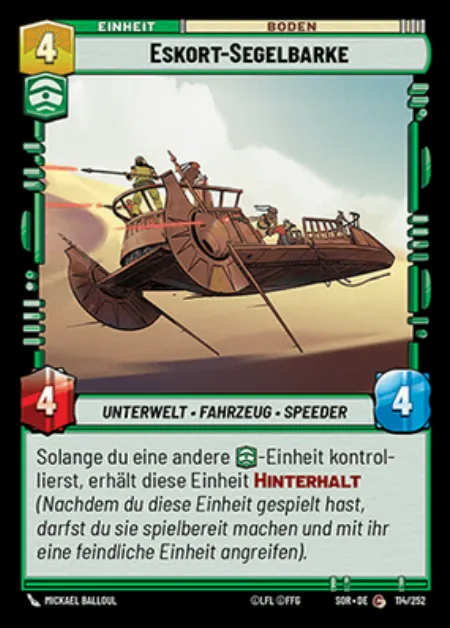 EINHEIT
BODEN
4
ESKORT-SEGELBARKE
4
UNTERWELT • FAHRZEUG • SPEEDER
4
Solange du eine andere -Einheit kontrol-
lierst, erhält diese Einheit HINTERHALT
(Nachdem du diese Einheit gespielt hast,
darfst du sie spielbereit machen und mit ihr
eine feindliche Einheit angreifen).
MICKAEL BALLOUL
©LFL ©FFG
SOR • DE C 114/252